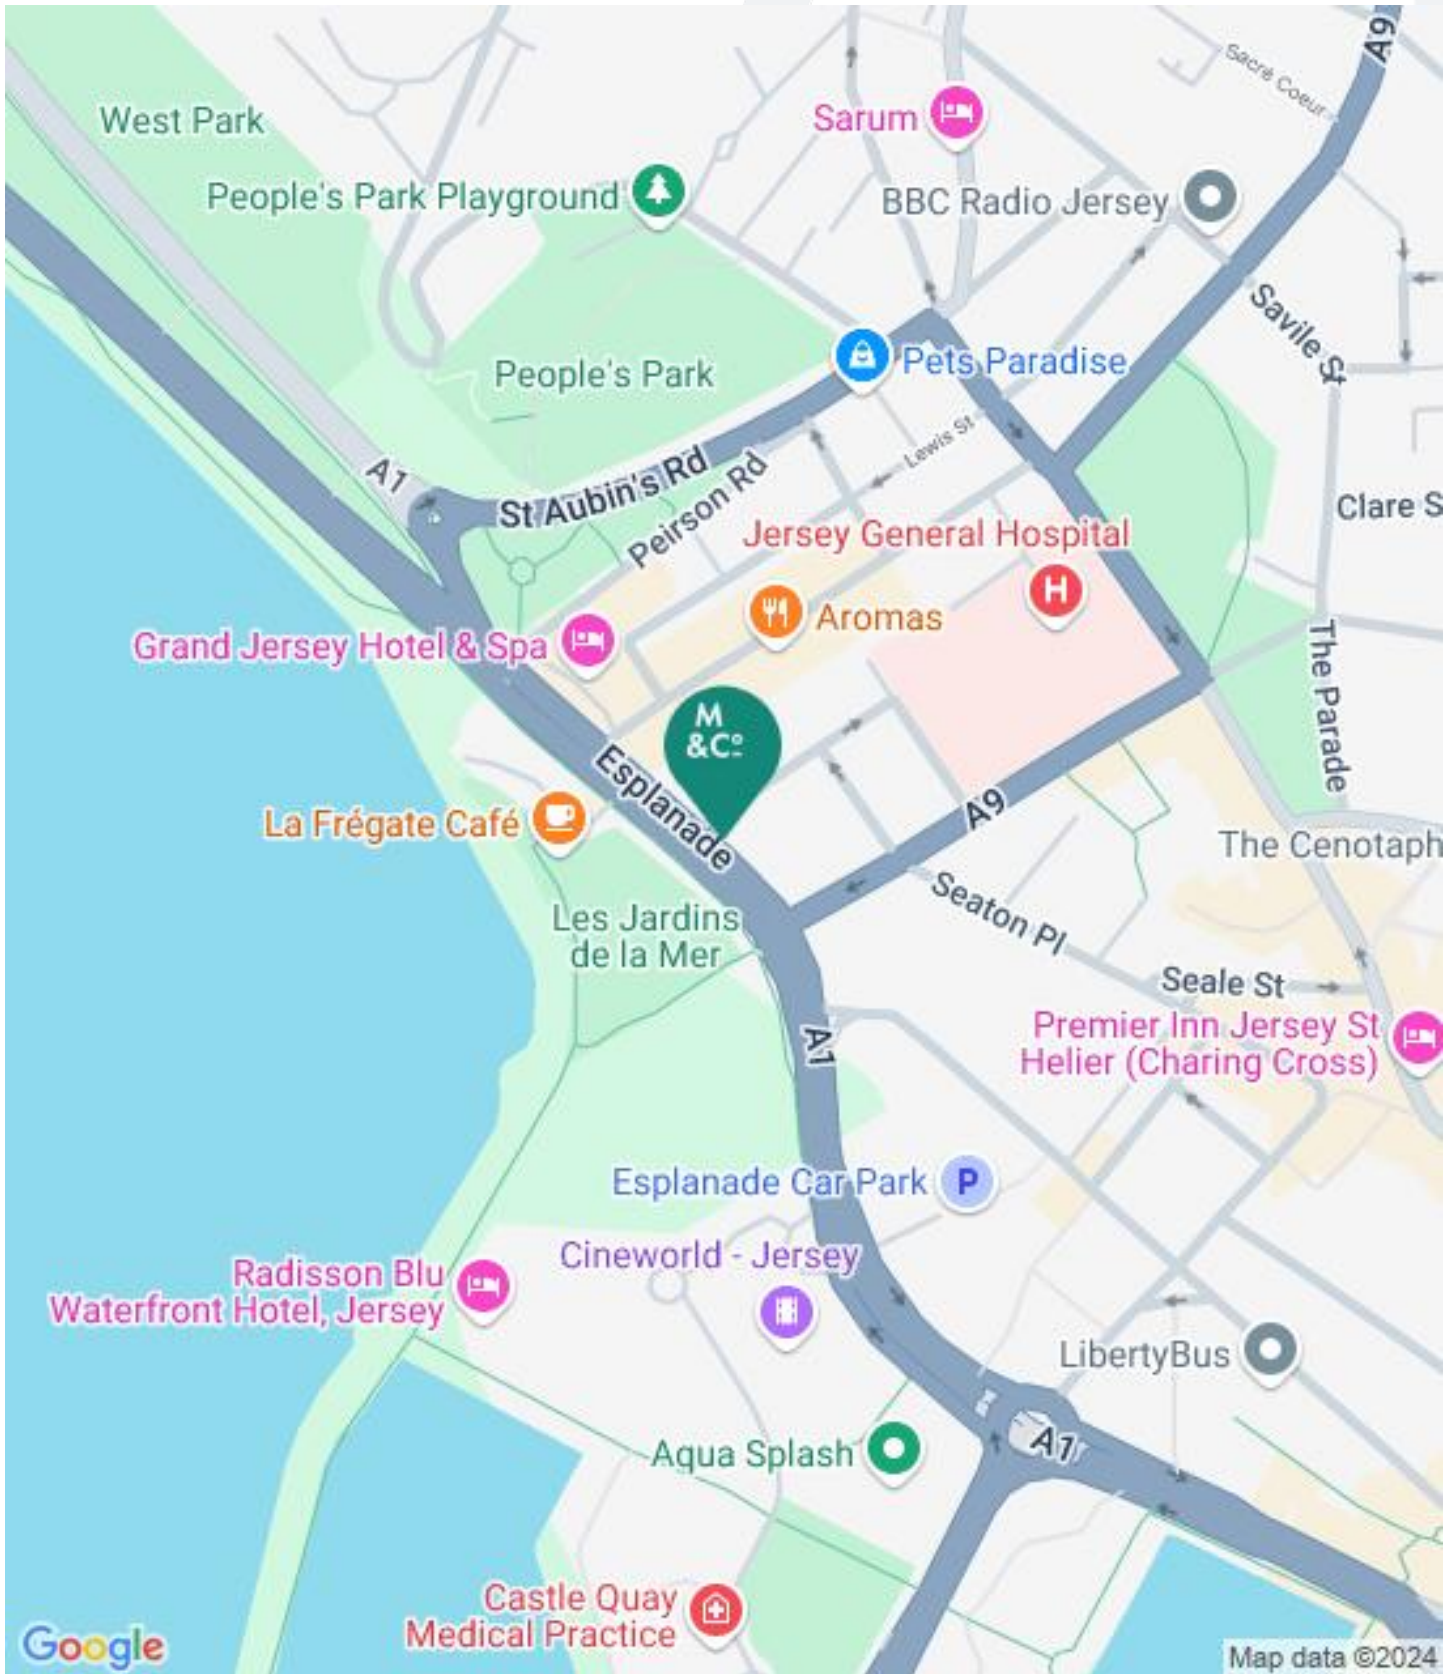 A9
Sacré Coeur
West Park
Sarum
People's Park Playground
BBC Radio Jersey
Savile St
People's Park
Pets Paradise
Lewis St
A1
St Aubin's Rd
Peirson Rd
Clare S
Jersey General Hospital
H
Aromas
Grand Jersey Hotel & Spa
The Parade
M
&Cº
Esplanade
La Frégate Café
A9
The Cenotaph
Seaton Pl
Les Jardins
de la Mer
Seale St
Premier Inn Jersey St
Helier (Charing Cross)
A1
Esplanade Car Park
P
Cineworld - Jersey
Radisson Blu
Waterfront Hotel, Jersey
LibertyBus
A1
Aqua Splash
Castle Quay
Medical Practice
Google
Map data ©2024